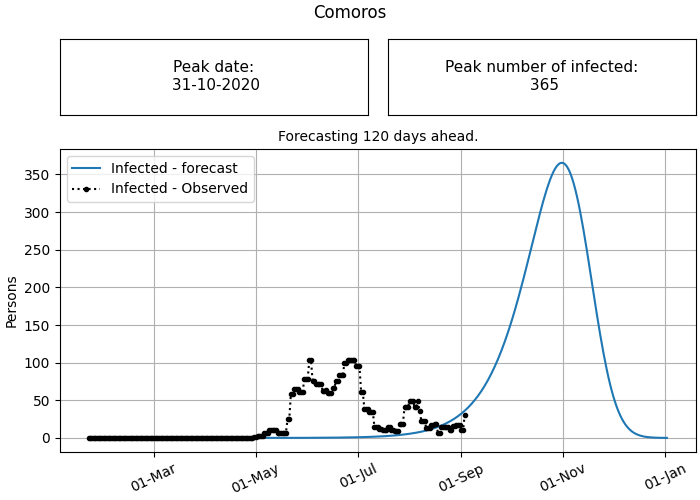 Comoros
Peak date:
31-10-2020
Peak number of infected:
365
Forecasting 120 days ahead.
Infected - forecast
Infected - Observed
Persons
350
300
250
200
150
100
50
0
01-Mar
01-May
01-Jul
01-Sep
01-Nov
01-Jan